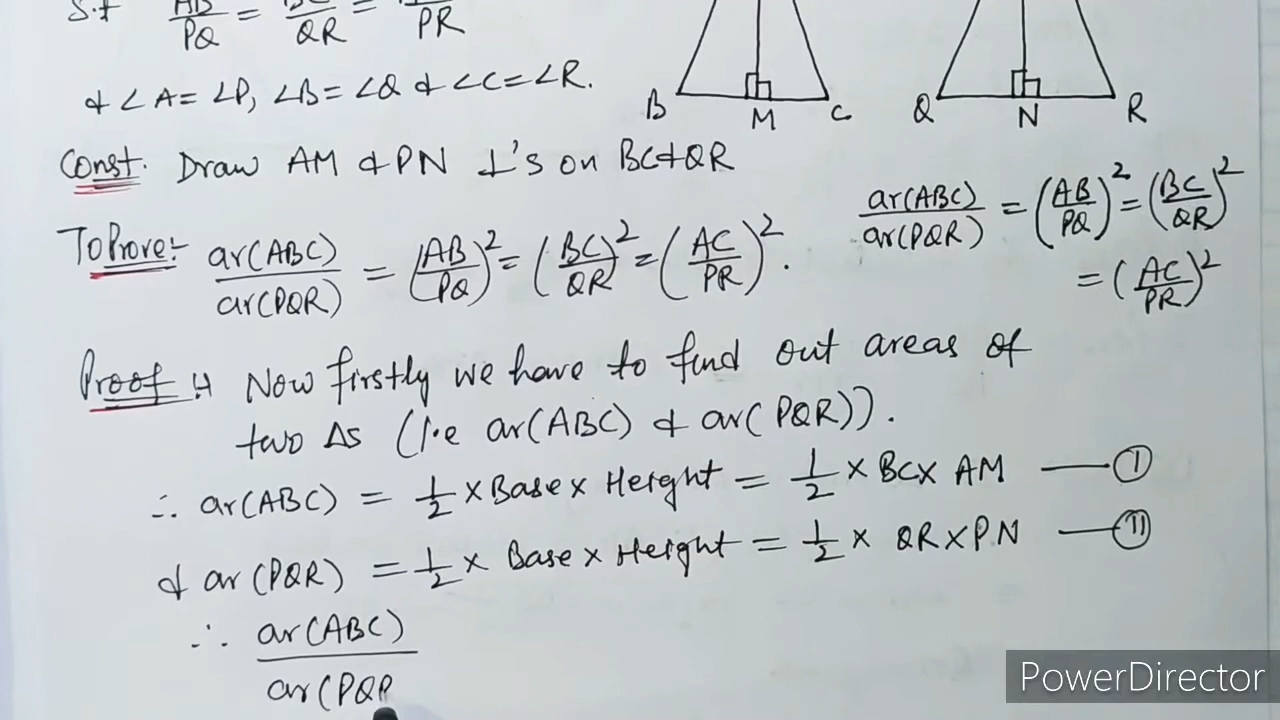 S.t AB/PQ = BC/QR = /PR
& ∠A = ∠P, ∠B = ∠Q & ∠C = ∠R.
B M C Q N R
Const. Draw AM & PN ⊥'s on BC & QR
To Prove:- ar(ABC)/ar(PQR) = (AB/PQ)² = (BC/QR)² = (AC/PR)².
ar(ABC)/ar(PQR) = (AB/PQ)² = (BC/QR)²
= (AC/PR)²
Proof :- Now firstly we have to find out areas of
two Δs (i.e ar(ABC) & ar(PQR)).
∴ ar(ABC) = 1/2 × Base × Height = 1/2 × BC × AM — (I)
& ar(PQR) = 1/2 × Base × Height = 1/2 × QR × PN — (II)
∴ ar(ABC)/ar(PQR
PowerDirector